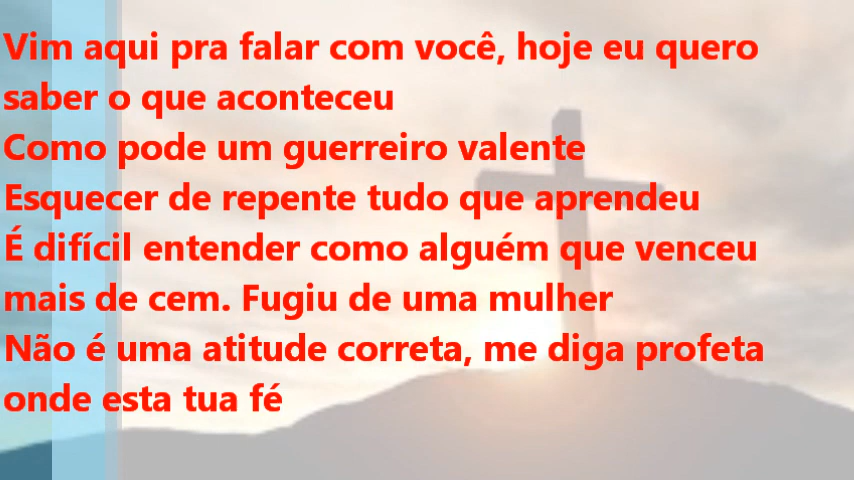 Vim aqui pra falar com você, hoje eu quero
saber o que aconteceu
Como pode um guerreiro valente
Esquecer de repente tudo que aprendeu
É difícil entender como alguém que venceu
mais de cem. Fugiu de uma mulher
Não é uma atitude correta, me diga profeta
onde esta tua fé